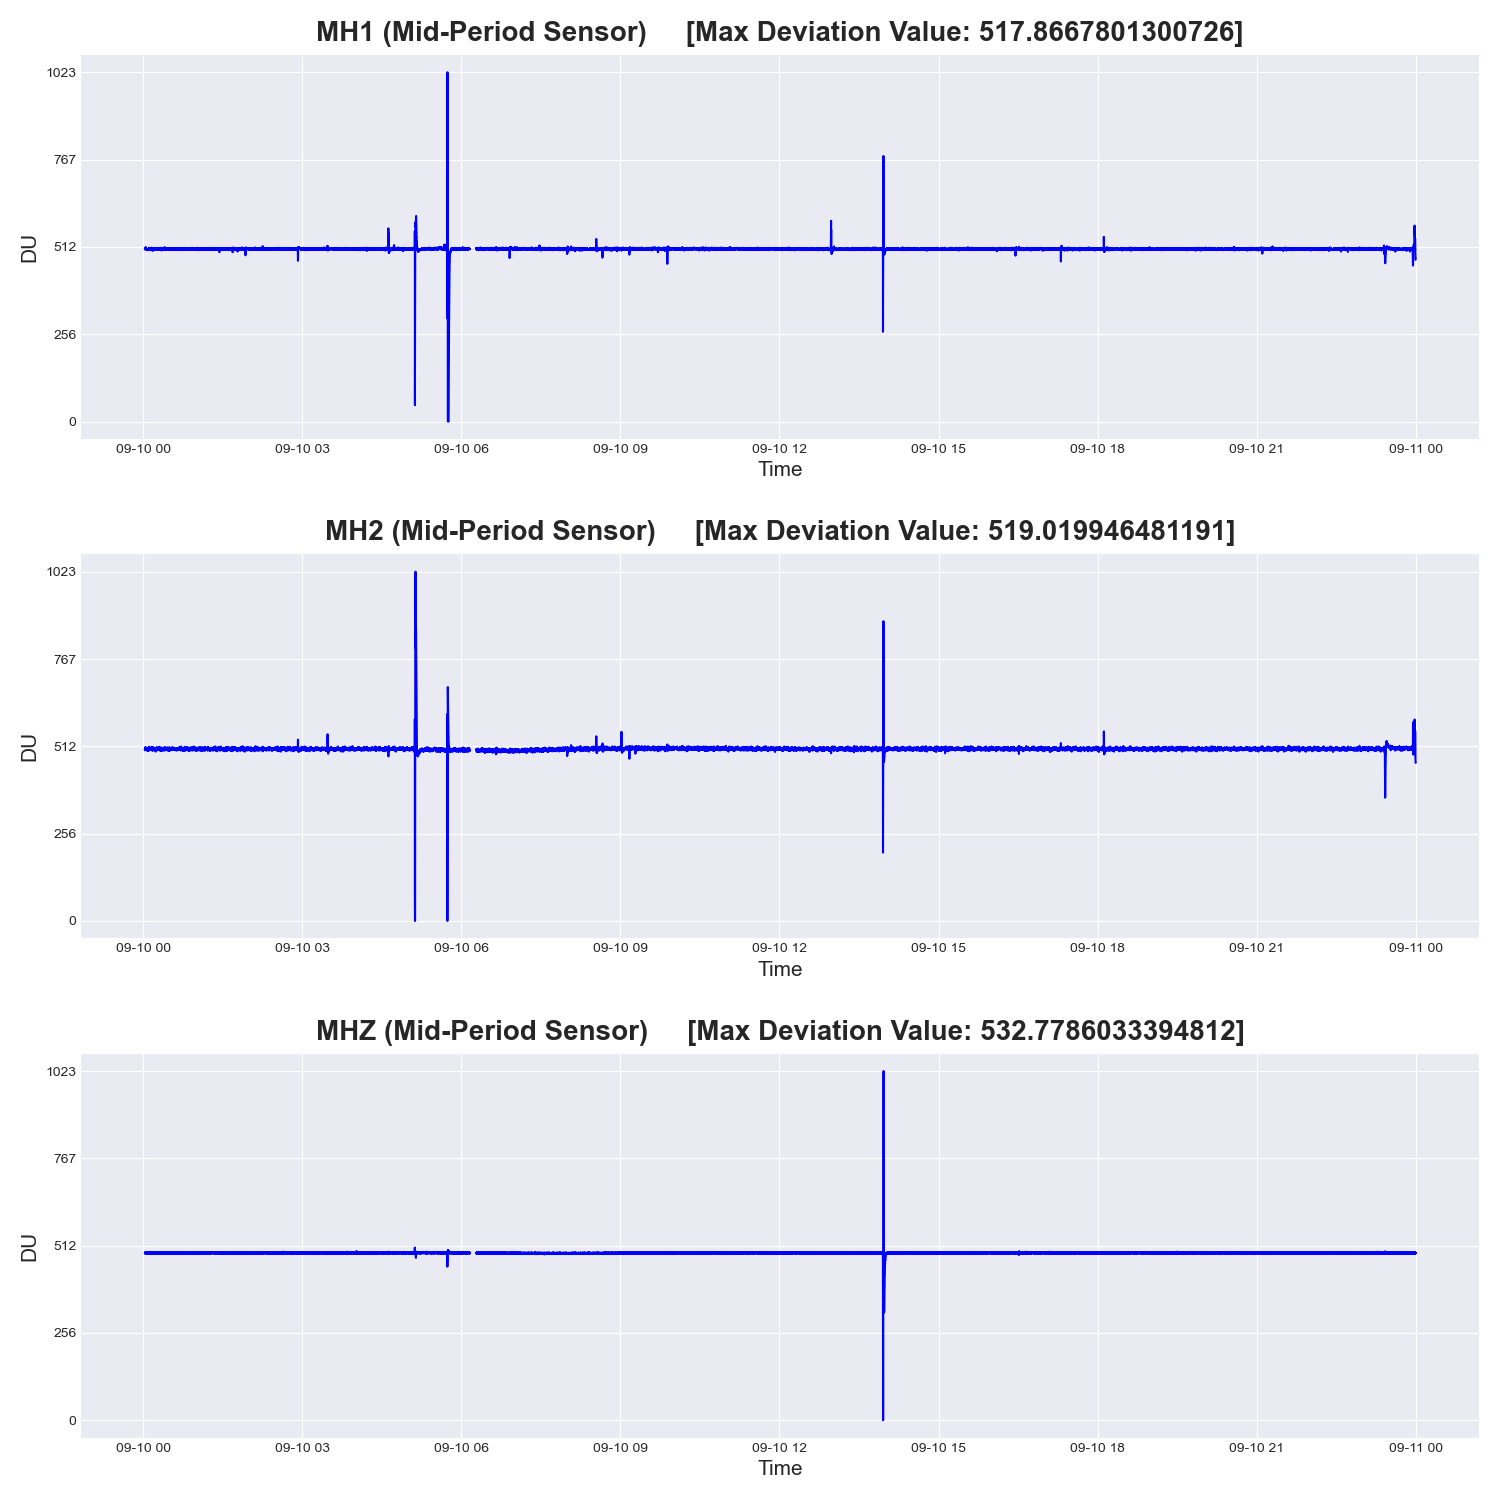 MH1 (Mid-Period Sensor) [Max Deviation Value: 517.8667801300726]
1023
767
512
256
0
DU
09-10 00 09-10 03 09-10 06 09-10 09 09-10 12 09-10 15 09-10 18 09-10 21 09-11 00
Time
MH2 (Mid-Period Sensor) [Max Deviation Value: 519.019946481191]
1023
767
512
256
0
DU
09-10 00 09-10 03 09-10 06 09-10 09 09-10 12 09-10 15 09-10 18 09-10 21 09-11 00
Time
MHZ (Mid-Period Sensor) [Max Deviation Value: 532.7786033394812]
1023
767
512
256
0
DU
09-10 00 09-10 03 09-10 06 09-10 09 09-10 12 09-10 15 09-10 18 09-10 21 09-11 00
Time